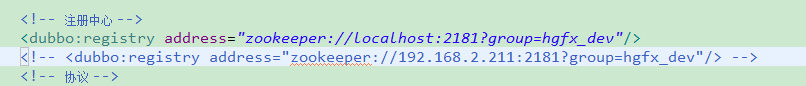 <!-- 注册中心 -->
<dubbo:registry address="zookeeper://localhost:2181?group=hgfx_dev"/>
<!-- <dubbo:registry address="zookeeper://192.168.2.211:2181?group=hgfx_dev"/> -->
<!-- 协议 -->